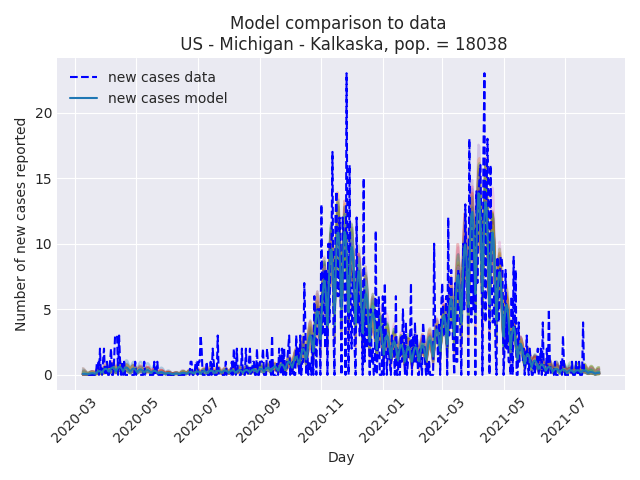 Model comparison to data
US - Michigan - Kalkaska, pop. = 18038
new cases data
new cases model
Number of new cases reported
20
15
10
5
0
2020-03
2020-05
2020-07
2020-09
2020-11
2021-01
2021-03
2021-05
2021-07
Day